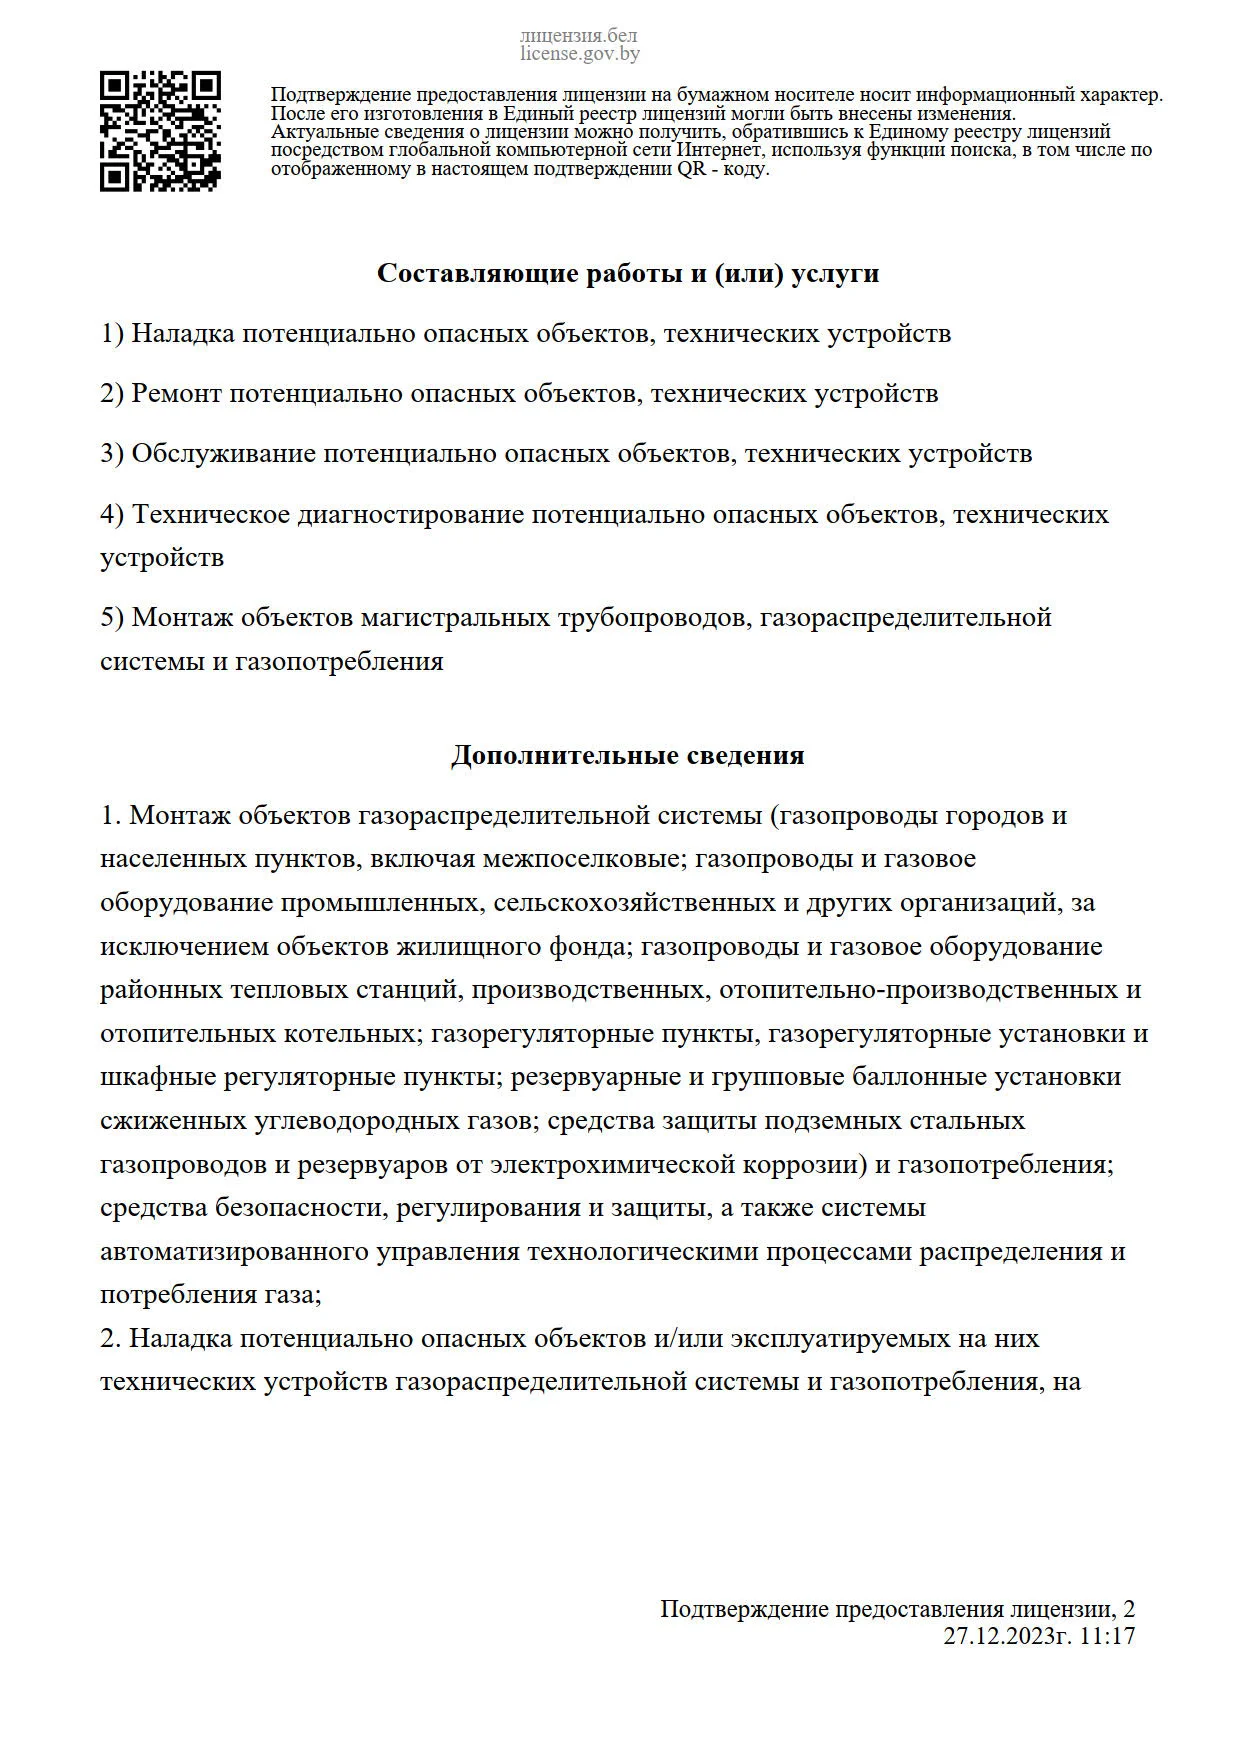 лицензия.бел
license.gov.by
Подтверждение предоставления лицензии на бумажном носителе носит информационный характер.
После его изготовления в Единый реестр лицензий могли быть внесены изменения.
Актуальные сведения о лицензии можно получить, обратившись к Единому реестру лицензий
посредством глобальной компьютерной сети Интернет, используя функции поиска, в том числе по
отображенному в настоящем подтверждении QR - коду.
Составляющие работы и (или) услуги
1) Наладка потенциально опасных объектов, технических устройств
2) Ремонт потенциально опасных объектов, технических устройств
3) Обслуживание потенциально опасных объектов, технических устройств
4) Техническое диагностирование потенциально опасных объектов, технических
устройств
5) Монтаж объектов магистральных трубопроводов, газораспределительной
системы и газопотребления
Дополнительные сведения
1. Монтаж объектов газораспределительной системы (газопроводы городов и
населенных пунктов, включая межпоселковые; газопроводы и газовое
оборудование промышленных, сельскохозяйственных и других организаций, за
исключением объектов жилищного фонда; газопроводы и газовое оборудование
районных тепловых станций, производственных, отопительно-производственных и
отопительных котельных; газорегуляторные пункты, газорегуляторные установки и
шкафные регуляторные пункты; резервуарные и групповые баллонные установки
сжиженных углеводородных газов; средства защиты подземных стальных
газопроводов и резервуаров от электрохимической коррозии) и газопотребления;
средства безопасности, регулирования и защиты, а также системы
автоматизированного управления технологическими процессами распределения и
потребления газа;
2. Наладка потенциально опасных объектов и/или эксплуатируемых на них
технических устройств газораспределительной системы и газопотребления, на
Подтверждение предоставления лицензии, 2
27.12.2023г. 11:17